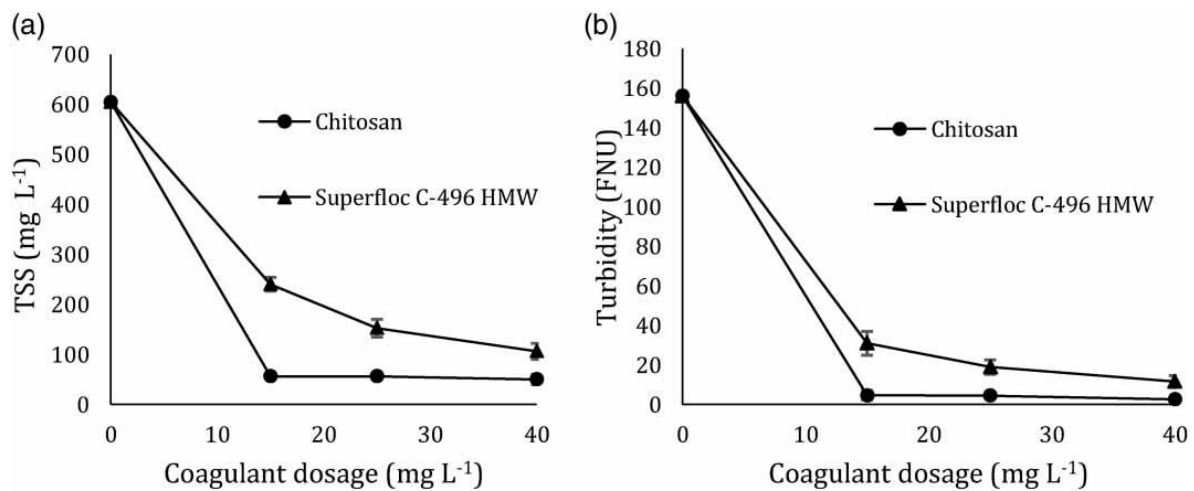 (a)
700
600
500
400
300
200
100
0
TSS (mg L⁻¹)
Chitosan
Superfloc C-496 HMW
0 10 20 30 40
Coagulant dosage (mg L⁻¹)
(b)
180
160
140
120
100
80
60
40
20
0
Turbidity (FNU)
Chitosan
Superfloc C-496 HMW
0 10 20 30 40
Coagulant dosage (mg L⁻¹)